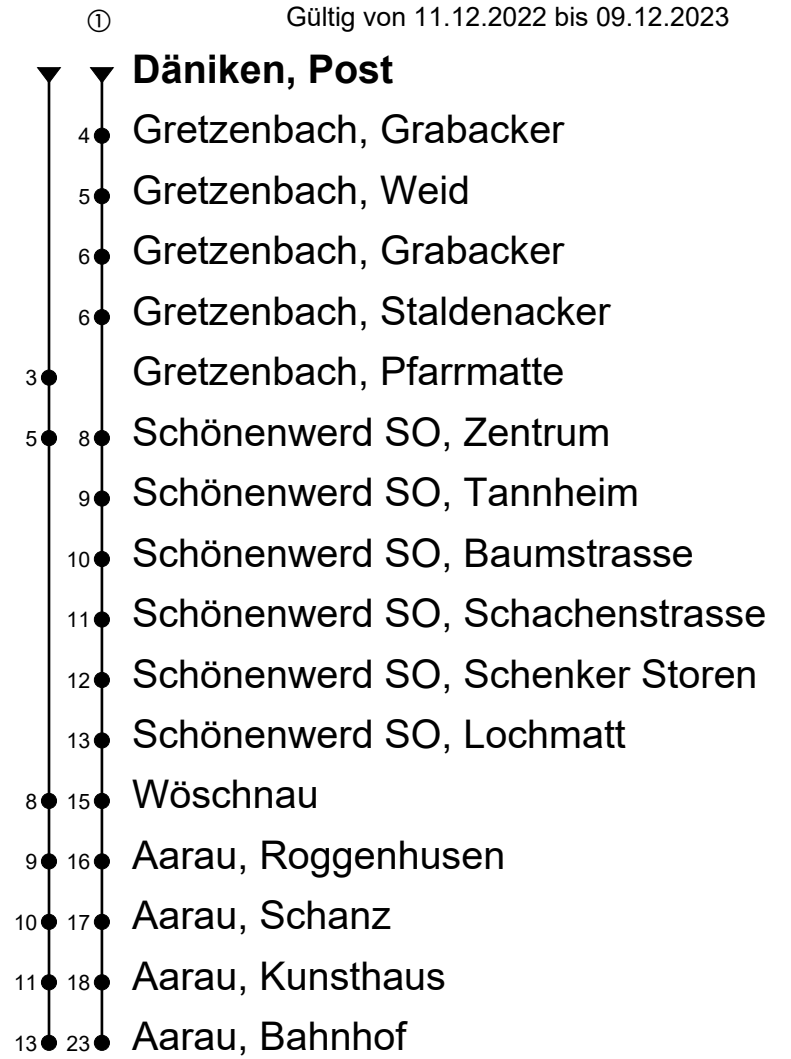 ① Gültig von 11.12.2022 bis 09.12.2023
Däniken, Post
4 Gretzenbach, Grabacker
5 Gretzenbach, Weid
6 Gretzenbach, Grabacker
6 Gretzenbach, Staldenacker
3 Gretzenbach, Pfarrmatte
5 8 Schönenwerd SO, Zentrum
9 Schönenwerd SO, Tannheim
10 Schönenwerd SO, Baumstrasse
11 Schönenwerd SO, Schachenstrasse
12 Schönenwerd SO, Schenker Storen
13 Schönenwerd SO, Lochmatt
8 15 Wöschnau
9 16 Aarau, Roggenhusen
10 17 Aarau, Schanz
11 18 Aarau, Kunsthaus
13 23 Aarau, Bahnhof